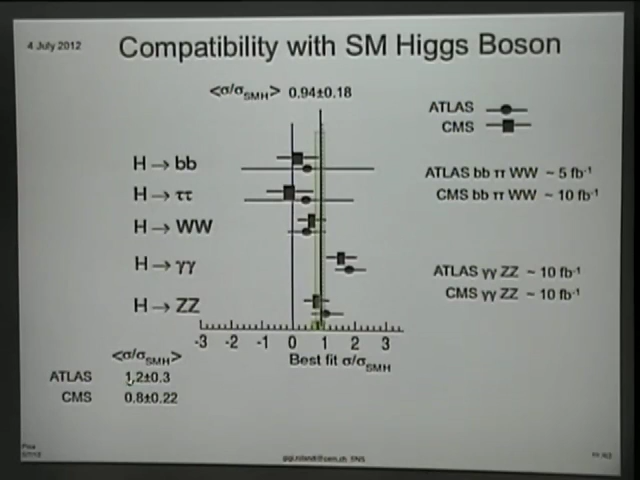 4 July 2012
Compatibility with SM Higgs Boson
<σ/σSMH> 0.94±0.18
ATLAS
CMS
H → bb
ATLAS bb ττ WW ~ 5 fb-1
H → ττ
CMS bb ττ WW ~ 10 fb-1
H → WW
H → γγ
ATLAS γγ ZZ ~ 10 fb-1
CMS γγ ZZ ~ 10 fb-1
H → ZZ
-3 -2 -1 0 1 2 3
Best fit σ/σSMH
<σ/σSMH>
ATLAS 1,2±0.3
CMS 0,8±0.22
Pisa